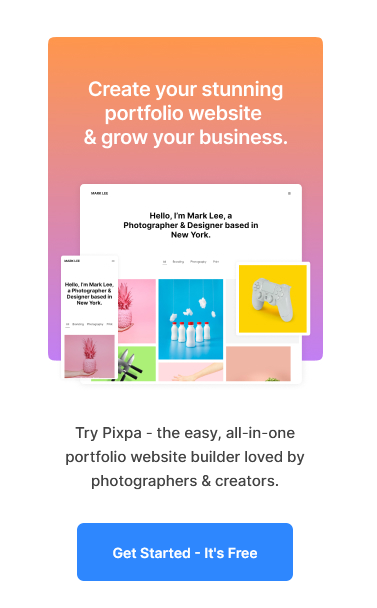 Create your stunning
portfolio website
& grow your business.
MARK LEE
Hello, I'm Mark Lee, a
Photographer & Designer based in
New York.
All Branding Photography Print
MARK LEE
Hello, I'm Mark Lee,
a Photographer &
Designer based in
New York.
All Branding Photography Print
Try Pixpa - the easy, all-in-one
portfolio website builder loved by
photographers & creators.
Get Started - It's Free